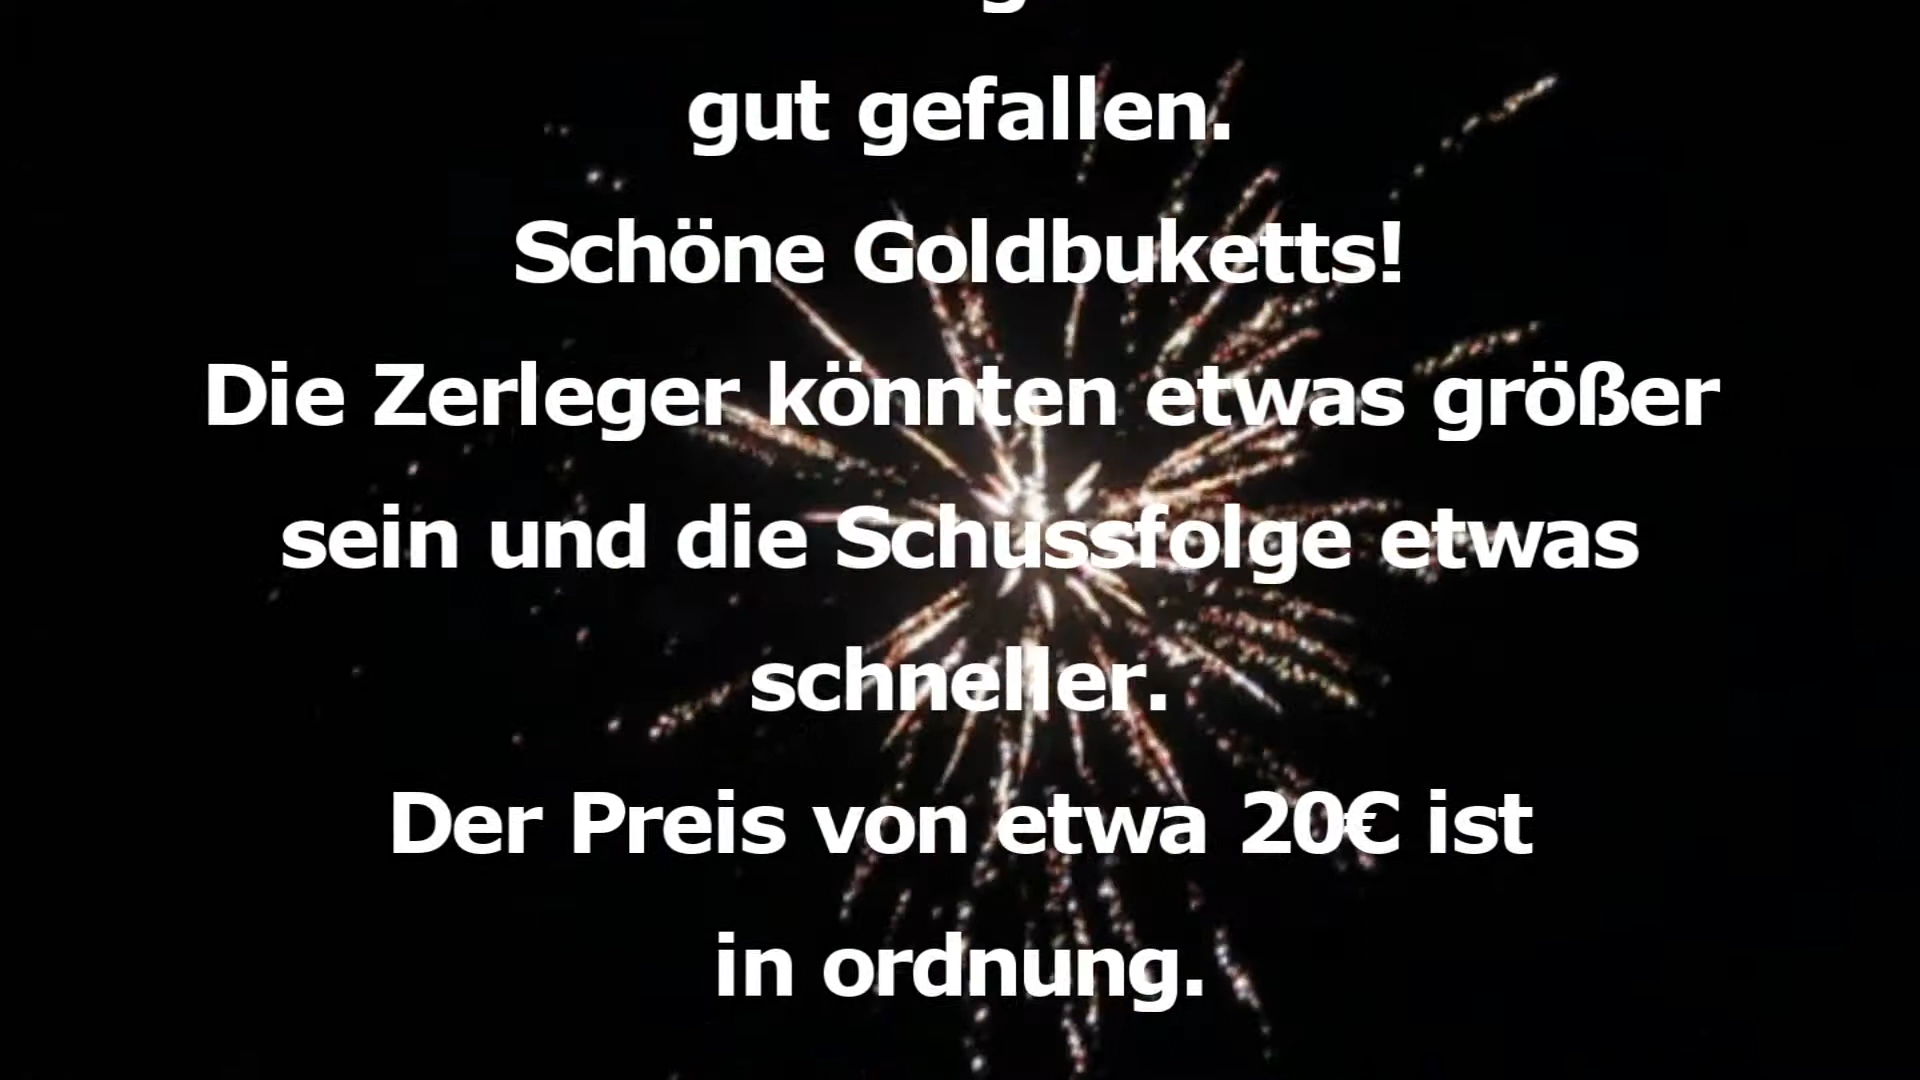 gut gefallen.
Schöne Goldbuketts!
Die Zerleger könnten etwas größer
sein und die Schussfolge etwas
schneller.
Der Preis von etwa 20€ ist
in ordnung.